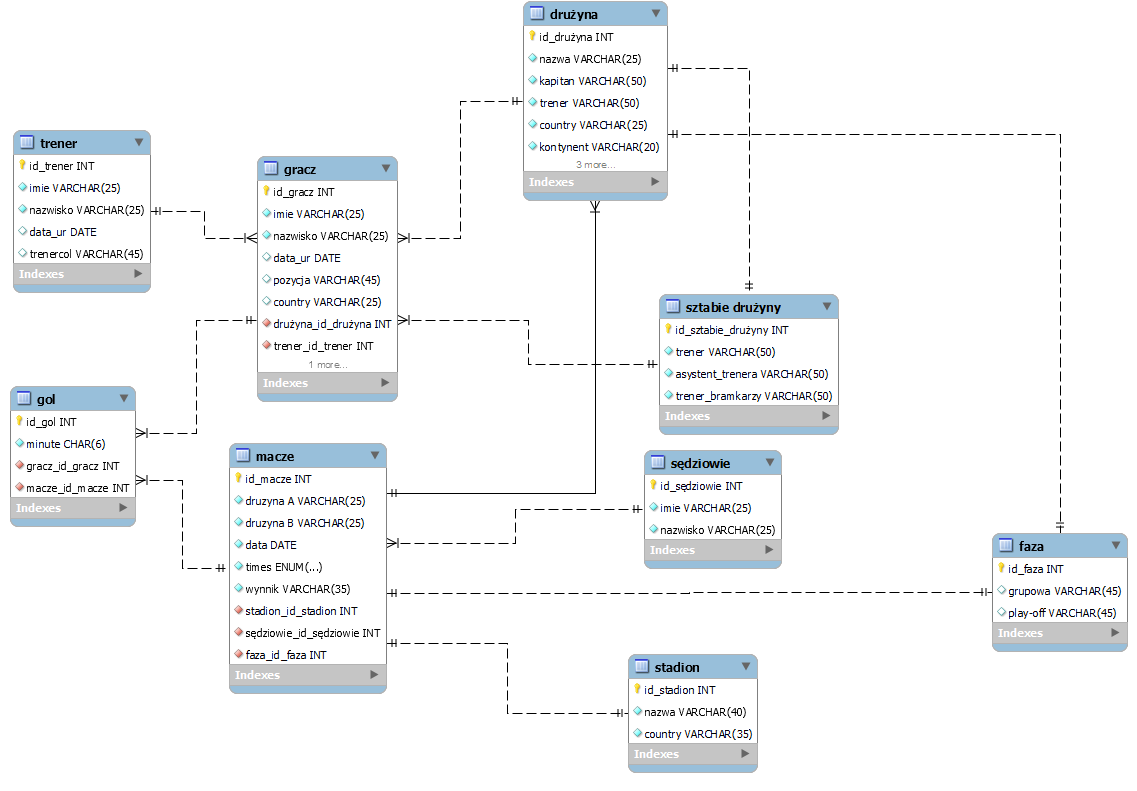 drużyna
id_drużyna INT
nazwa VARCHAR(25)
kapitan VARCHAR(50)
trener VARCHAR(50)
country VARCHAR(25)
kontynent VARCHAR(20)
3 more...
Indexes
trener
id_trener INT
imie VARCHAR(25)
nazwisko VARCHAR(25)
data_ur DATE
trenercol VARCHAR(45)
Indexes
gracz
id_gracz INT
imie VARCHAR(25)
nazwisko VARCHAR(25)
data_ur DATE
pozycja VARCHAR(45)
country VARCHAR(25)
drużyna_id_drużyna INT
trener_id_trener INT
1 more...
Indexes
sztabie drużyny
id_sztabie_drużyny INT
trener VARCHAR(50)
asystent_trenera VARCHAR(50)
trener_bramkarzy VARCHAR(50)
Indexes
gol
id_gol INT
minute CHAR(6)
gracz_id_gracz INT
macze_id_macze INT
Indexes
macze
id_macze INT
druzyna A VARCHAR(25)
druzyna B VARCHAR(25)
data DATE
times ENUM(...)
wynnik VARCHAR(35)
stadion_id_stadion INT
sędziowie_id_sędziowie INT
faza_id_faza INT
Indexes
sędziowie
id_sędziowie INT
imie VARCHAR(25)
nazwisko VARCHAR(25)
Indexes
faza
id_faza INT
grupowa VARCHAR(45)
play-off VARCHAR(45)
Indexes
stadion
id_stadion INT
nazwa VARCHAR(40)
country VARCHAR(35)
Indexes